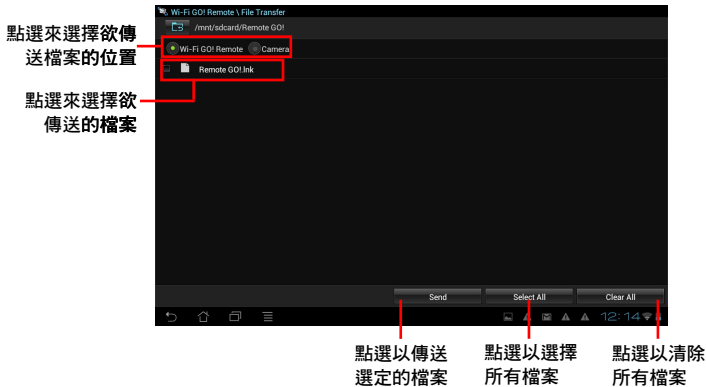 Wi-Fi GO! Remote \ File Transfer
/mnt/sdcard/Remote GO!
點選來選擇欲傳
送檔案的位置
Wi-Fi GO! Remote Camera
Remote GO!.lnk
點選來選擇欲
傳送的檔案
Send Select All Clear All
12:14
點選以傳送
選定的檔案
點選以選擇
所有檔案
點選以清除
所有檔案